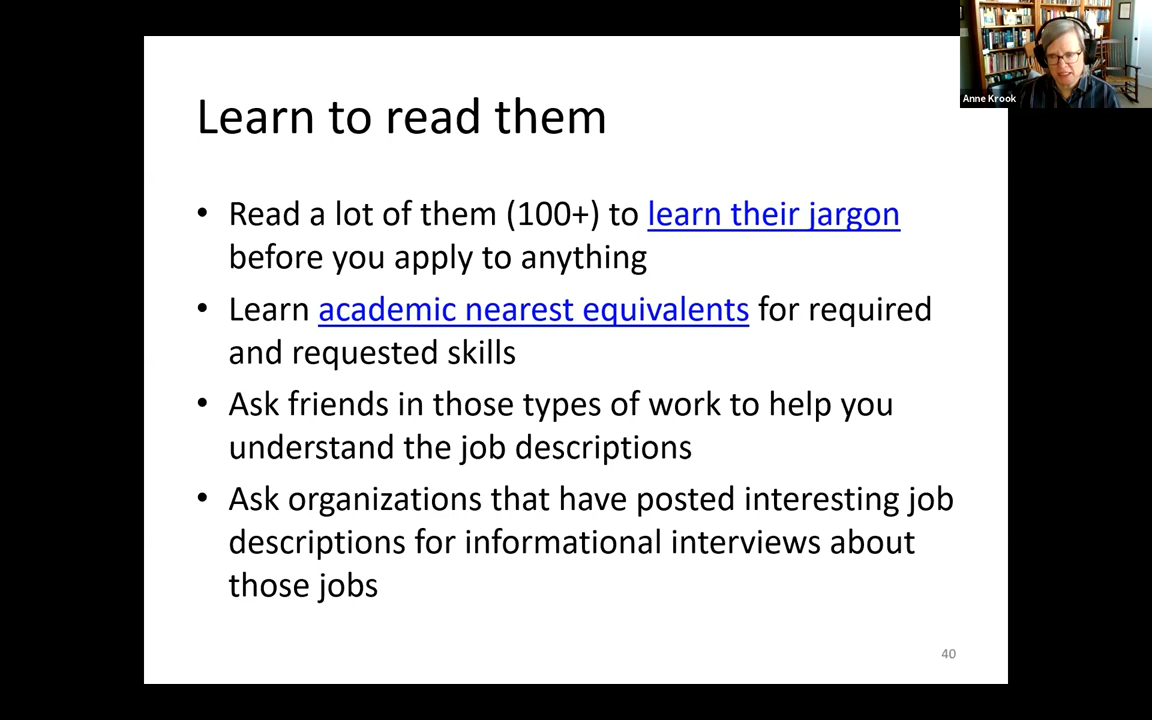 Anne Krook
Learn to read them
• Read a lot of them (100+) to learn their jargon
before you apply to anything
• Learn academic nearest equivalents for required
and requested skills
• Ask friends in those types of work to help you
understand the job descriptions
• Ask organizations that have posted interesting job
descriptions for informational interviews about
those jobs
40